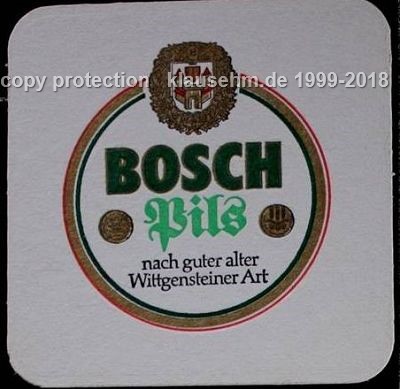 copy protection klausehm.de 1999-2018
BOSCH
Pils
nach guter alter
Wittgensteiner Art